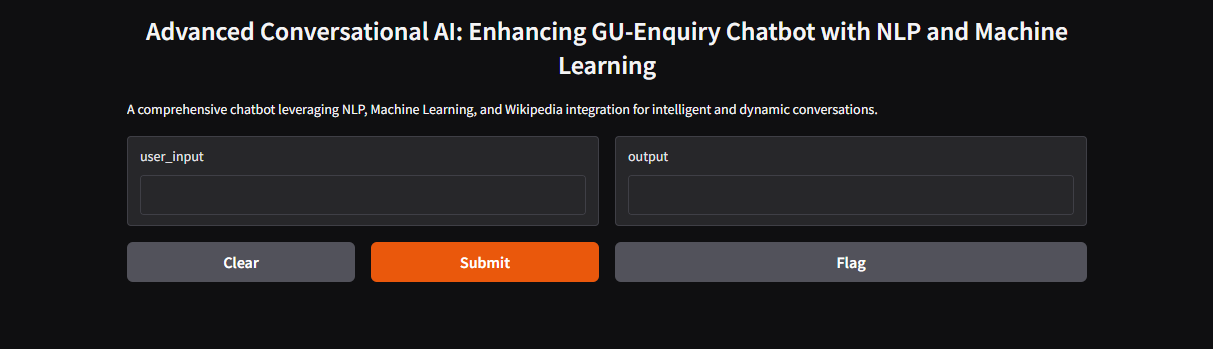 Advanced Conversational AI: Enhancing GU-Enquiry Chatbot with NLP and Machine
Learning
A comprehensive chatbot leveraging NLP, Machine Learning, and Wikipedia integration for intelligent and dynamic conversations.
user_input
output
Clear
Submit
Flag